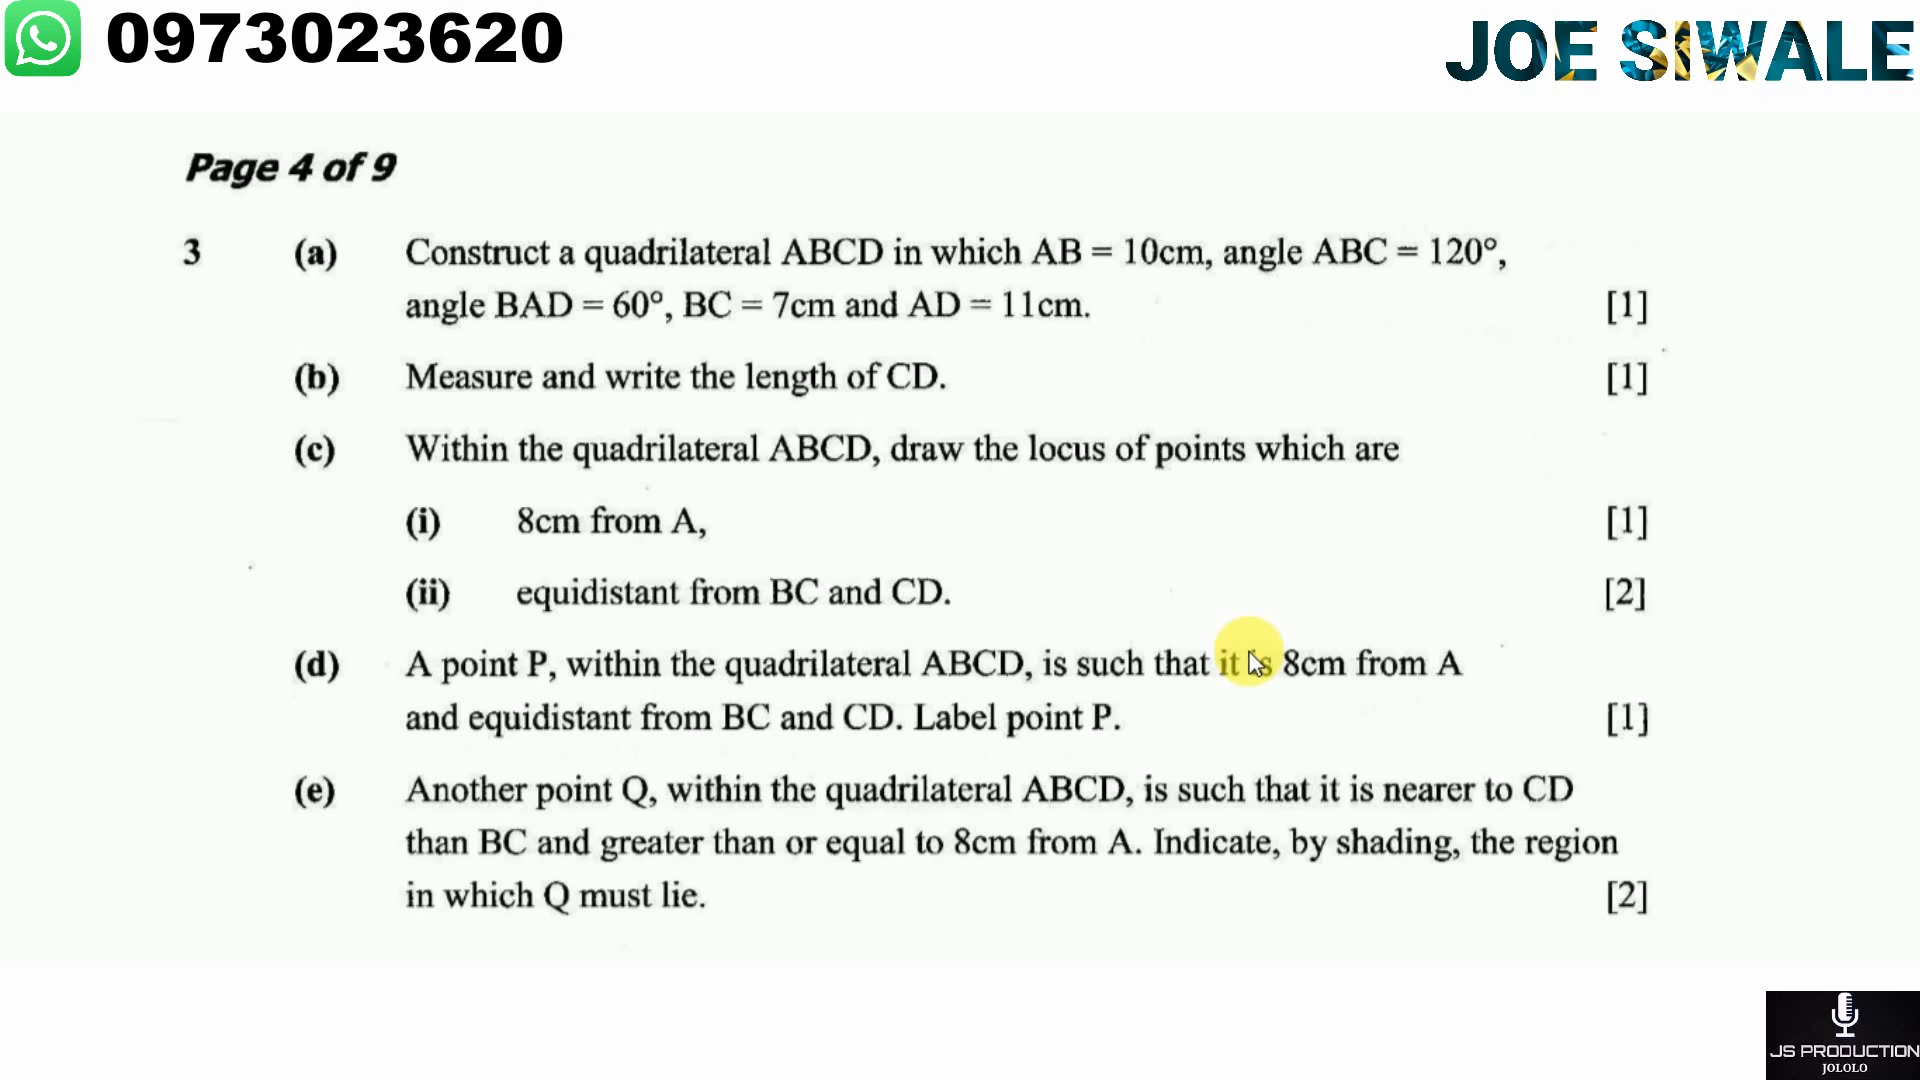 0973023620
JOE SIWALE
Page 4 of 9
3 (a) Construct a quadrilateral ABCD in which AB = 10cm, angle ABC = 120°,
angle BAD = 60°, BC = 7cm and AD = 11cm. [1]
(b) Measure and write the length of CD. [1]
(c) Within the quadrilateral ABCD, draw the locus of points which are
(i) 8cm from A, [1]
(ii) equidistant from BC and CD. [2]
(d) A point P, within the quadrilateral ABCD, is such that it is 8cm from A
and equidistant from BC and CD. Label point P. [1]
(e) Another point Q, within the quadrilateral ABCD, is such that it is nearer to CD
than BC and greater than or equal to 8cm from A. Indicate, by shading, the region
in which Q must lie. [2]
JS PRODUCTION
JOLOLO